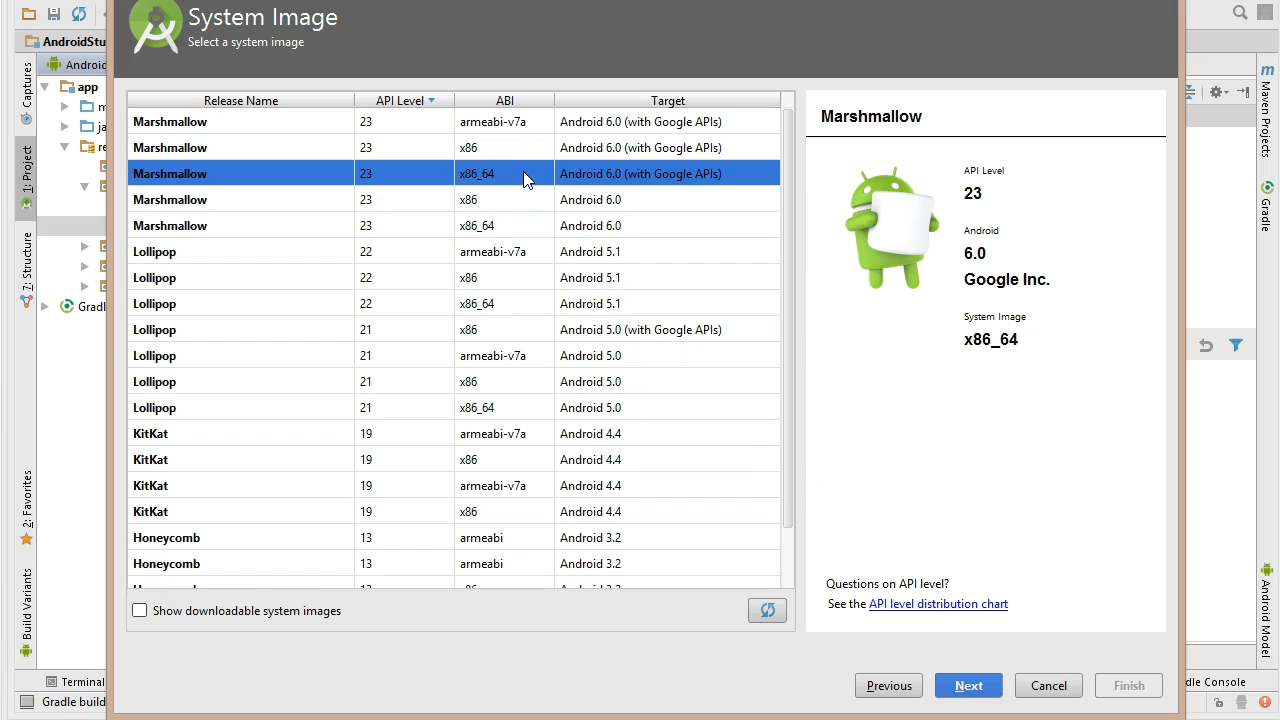 System Image
Select a system image
AndroidStu
Android
app
Gradl
Captures
1: Project
7: Structure
2: Favorites
Build Variants
Release Name API Level ABI Target
Marshmallow 23 armeabi-v7a Android 6.0 (with Google APIs)
Marshmallow 23 x86 Android 6.0 (with Google APIs)
Marshmallow 23 x86_64 Android 6.0 (with Google APIs)
Marshmallow 23 x86 Android 6.0
Marshmallow 23 x86_64 Android 6.0
Lollipop 22 armeabi-v7a Android 5.1
Lollipop 22 x86 Android 5.1
Lollipop 22 x86_64 Android 5.1
Lollipop 21 x86 Android 5.0 (with Google APIs)
Lollipop 21 armeabi-v7a Android 5.0
Lollipop 21 x86 Android 5.0
Lollipop 21 x86_64 Android 5.0
KitKat 19 armeabi-v7a Android 4.4
KitKat 19 x86 Android 4.4
KitKat 19 armeabi-v7a Android 4.4
KitKat 19 x86 Android 4.4
Honeycomb 13 armeabi Android 3.2
Honeycomb 13 armeabi Android 3.2
Show downloadable system images
Marshmallow
API Level
23
Android
6.0
Google Inc.
System Image
x86_64
Questions on API level?
See the API level distribution chart
Previous Next Cancel Finish
Maven Projects
Gradle
Android Model
Terminal
dle Console
Gradle build